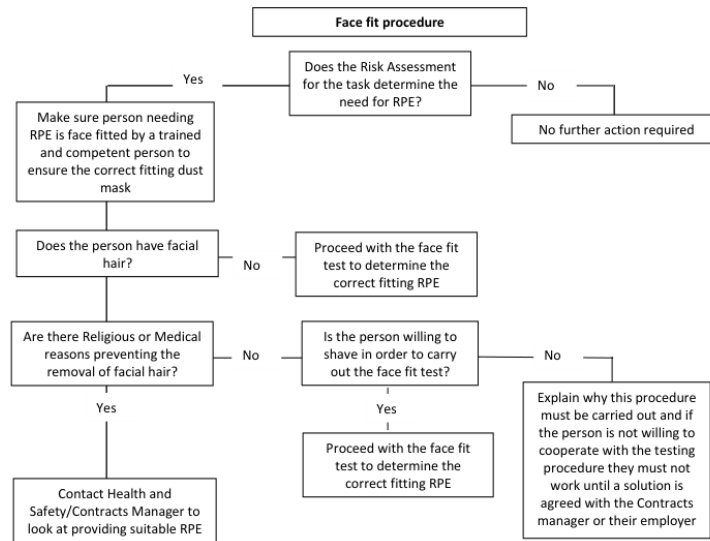 Face fit procedure
Does the Risk Assessment
for the task determine the
need for RPE?
Yes
No
Make sure person needing
RPE is face fitted by a trained
and competent person to
ensure the correct fitting dust
mask
No further action required
Does the person have facial
hair?
No
Proceed with the face fit
test to determine the
correct fitting RPE
Are there Religious or Medical
reasons preventing the
removal of facial hair?
No
Is the person willing to
shave in order to carry
out the face fit test?
No
Yes
Yes
Explain why this procedure
must be carried out and if
the person is not willing to
cooperate with the testing
procedure they must not
work until a solution is
agreed with the Contracts
manager or their employer
Proceed with the face fit
test to determine the
correct fitting RPE
Contact Health and
Safety/Contracts Manager to
look at providing suitable RPE